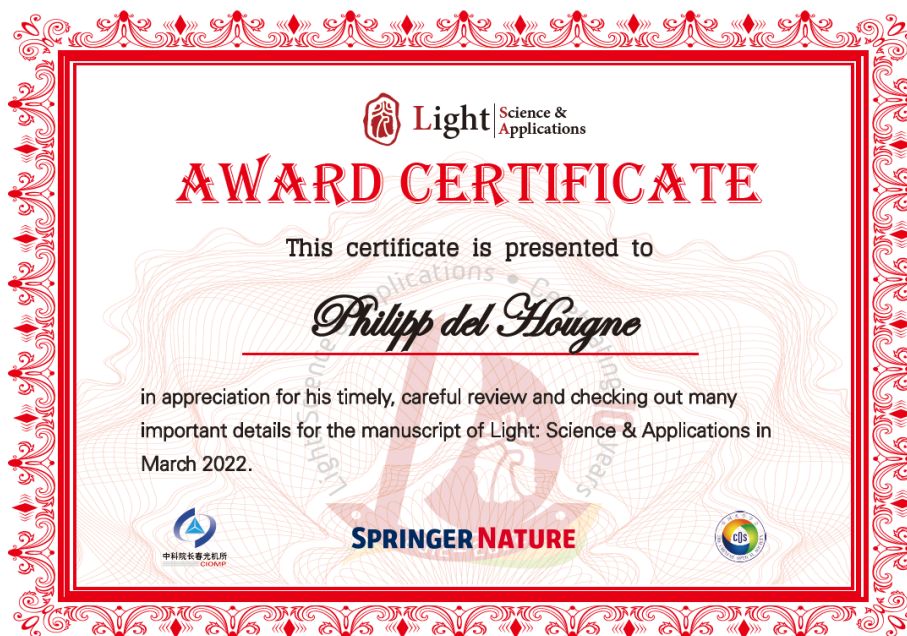 Light Science & Applications
AWARD CERTIFICATE
This certificate is presented to
Philipp del Hougne
in appreciation for his timely, careful review and checking out many
important details for the manuscript of Light: Science & Applications in
March 2022.
中科院长春光机所
CIOMP
SPRINGER NATURE
COS